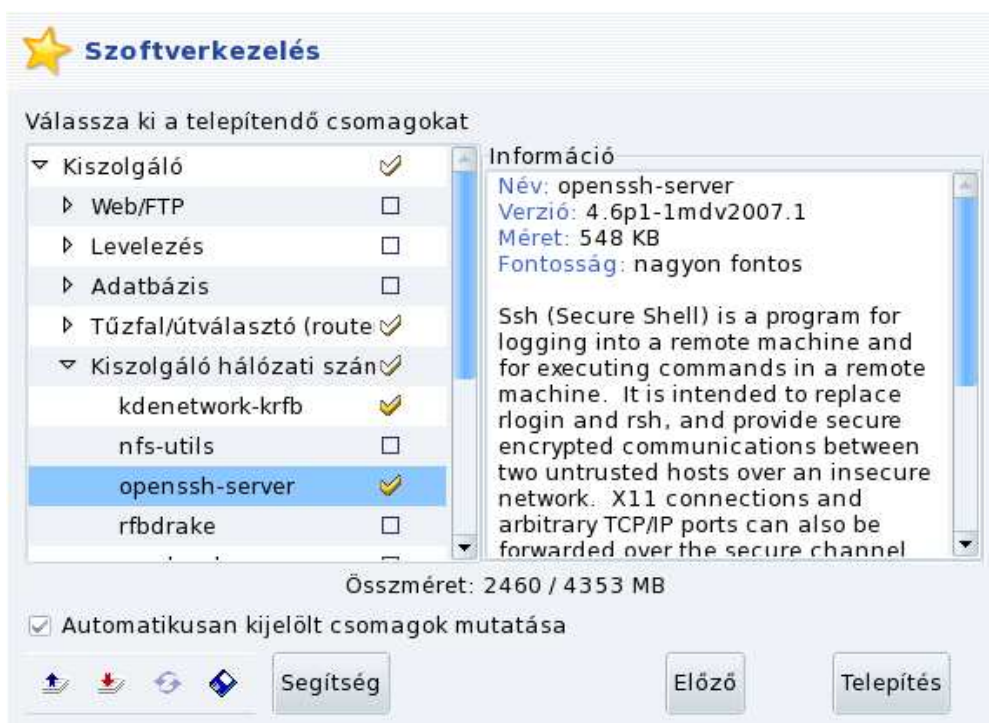 Szoftverkezelés
Válassza ki a telepítendő csomagokat
Kiszolgáló
Web/FTP
Levelezés
Adatbázis
Tűzfal/útválasztó (route
Kiszolgáló hálózati szám
kdenetwork-krfb
nfs-utils
openssh-server
rfbdrake
Információ
Név: openssh-server
Verzió: 4.6p1-1mdv2007.1
Méret: 548 KB
Fontosság: nagyon fontos
Ssh (Secure Shell) is a program for
logging into a remote machine and
for executing commands in a remote
machine.  It is intended to replace
rlogin and rsh, and provide secure
encrypted communications between
two untrusted hosts over an insecure
network.  X11 connections and
arbitrary TCP/IP ports can also be
forwarded over the secure channel
Összméret: 2460 / 4353 MB
Automatikusan kijelölt csomagok mutatása
Segítség
Előző
Telepítés